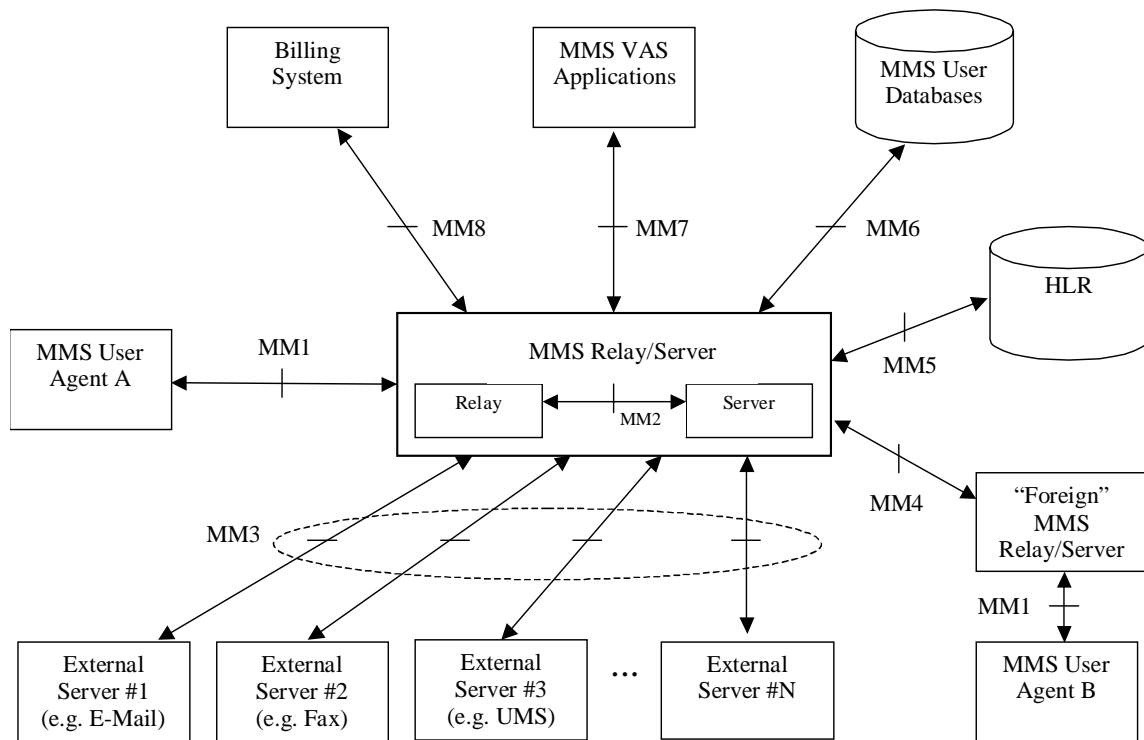 Billing
System
MMS VAS
Applications
MMS User
Databases
MM8
MM7
MM6
HLR
MMS User
Agent A
MM1
MMS Relay/Server
MM5
Relay
MM2
Server
MM4
"Foreign"
MMS
Relay/Server
MM3
MM1
External
Server #1
(e.g. E-Mail)
External
Server #2
(e.g. Fax)
External
Server #3
(e.g. UMS)
...
External
Server #N
MMS User
Agent B